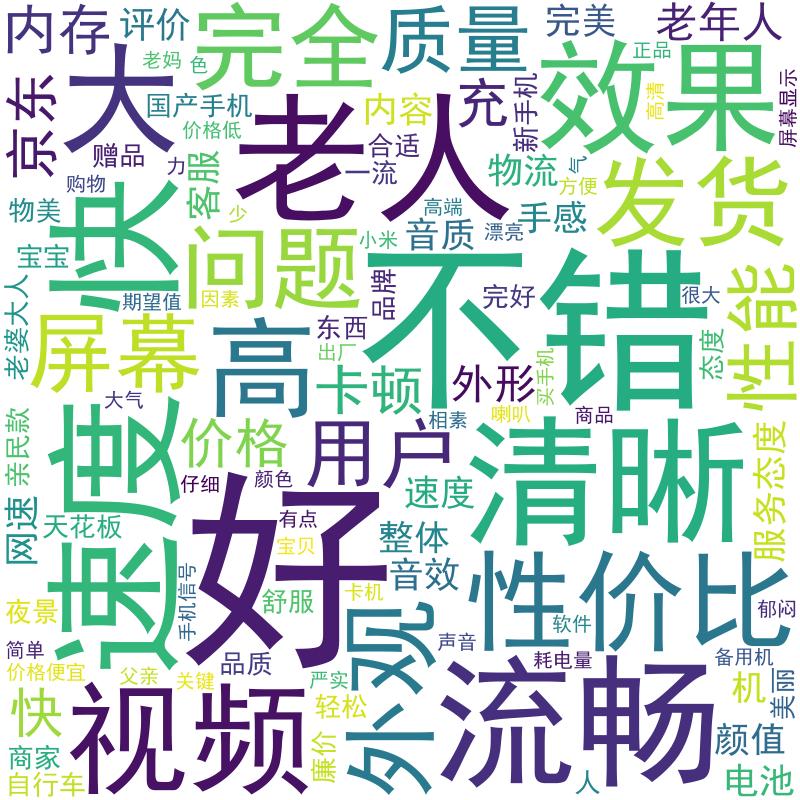 内存
评价
老妈
色
完全
质量
完美
老年人
正品
京东
大
国产手机
价格低
内容
充
新手机
效果
高清
屏幕显示
赠品
力
老人
合适
一流
物流
气
方便
购物
客服
物美
快
少
高端
手感
发货
宝宝
问题
小米
音质
漂亮
老婆大人
期望值
因素
品牌
完好
不错
很大
性能
屏幕
高
东西
出厂
卡顿
外形
买手机
态度
大气
相素
喇叭
商品
亲民款
速度
价格
用户
清晰
仔细
颜色
速度
服务态度
网速
天花板
有点
宝贝
整体
好
音效
性价比
手机信号
舒服
卡机
夜景
外观
软件
郁闷
简单
品质
声音
耗电量
备用机
价格便宜
父亲
关键
严实
流畅
机
美丽
快
视频
轻松
颜值
商家
廉价
自行车
人
电池